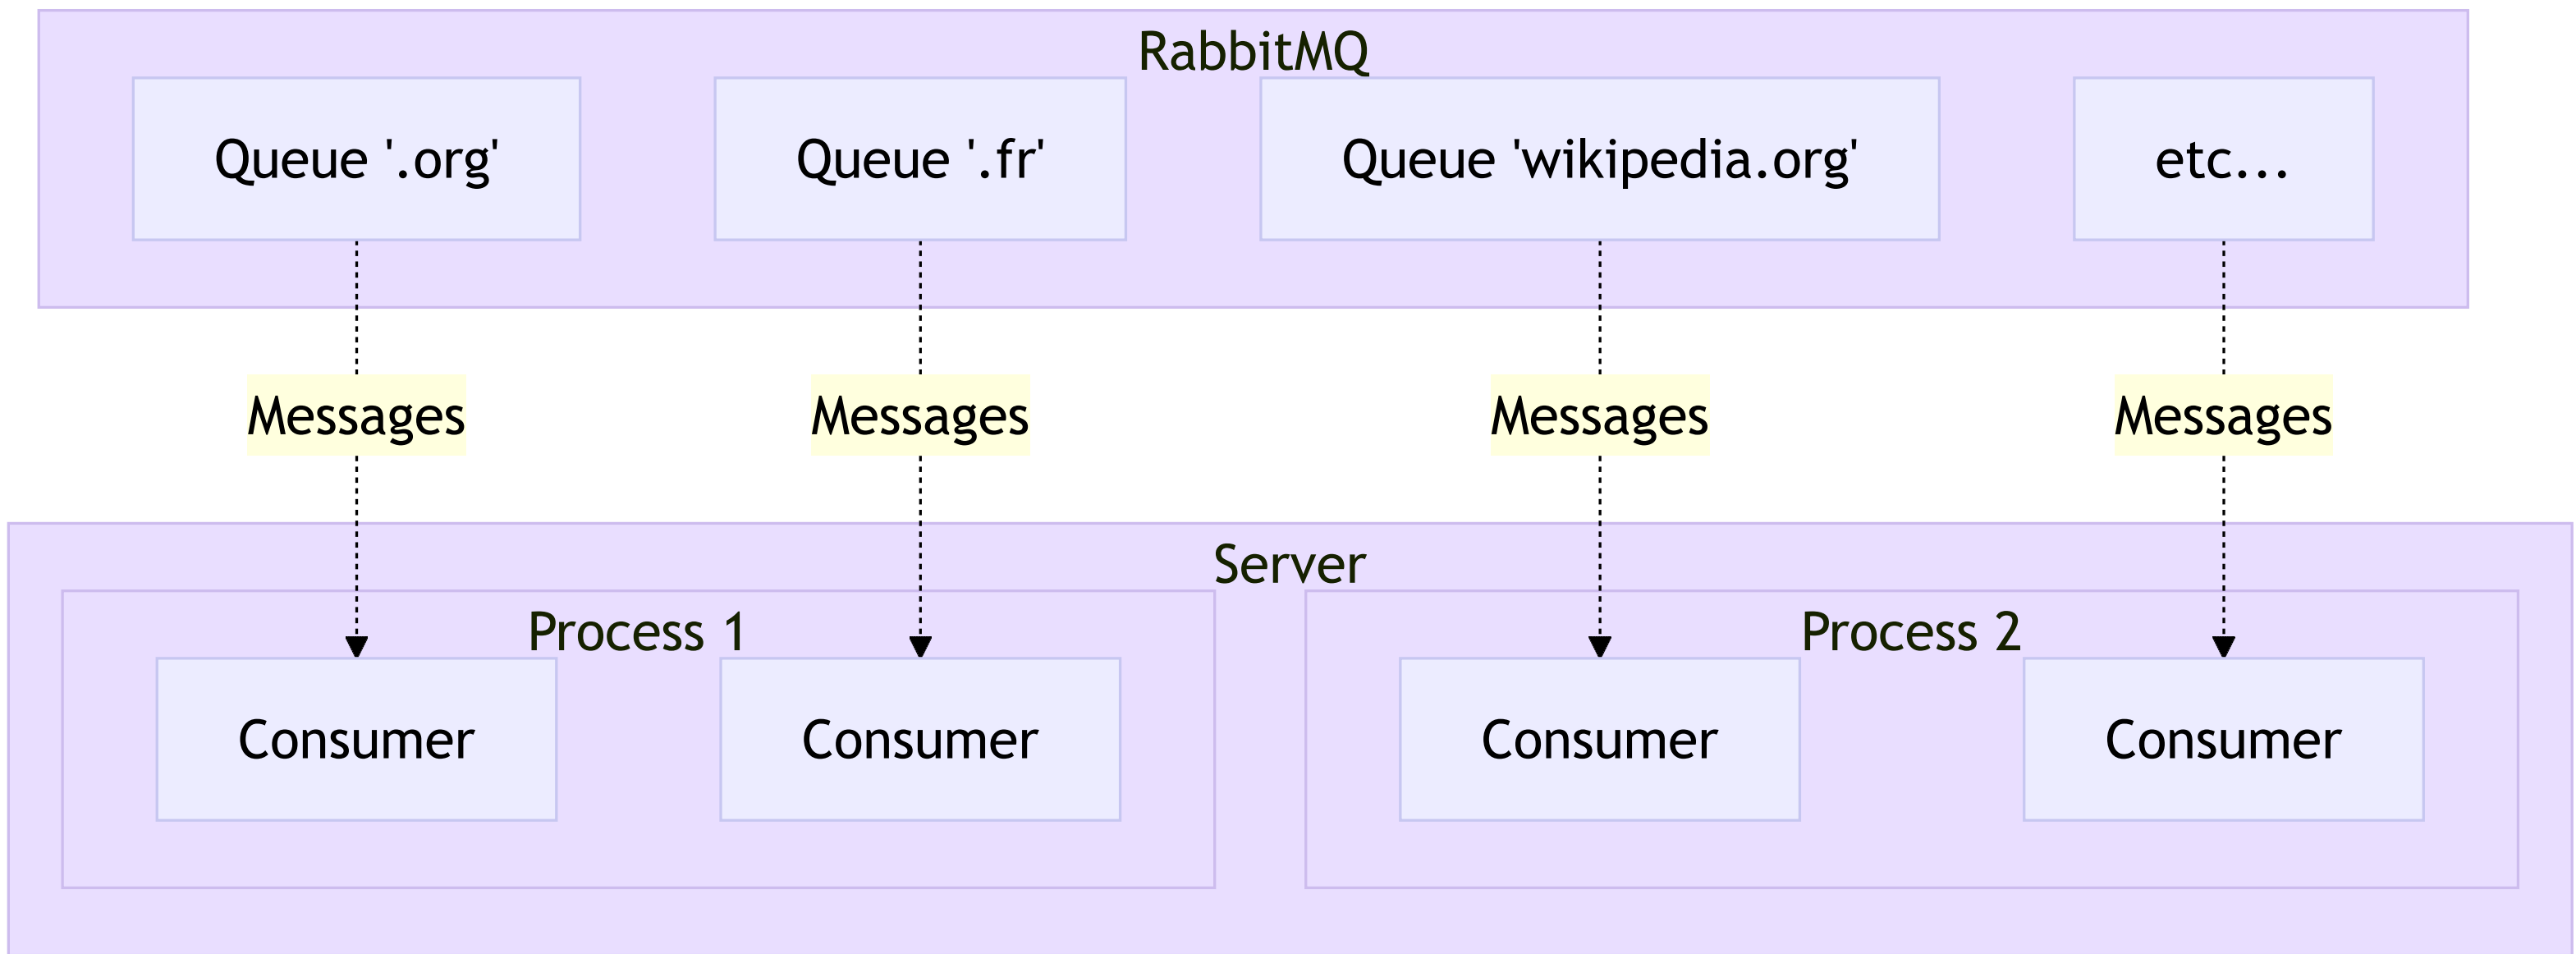 RabbitMQ
Queue '.org'
Queue '.fr'
Queue 'wikipedia.org'
etc...
Messages
Messages
Messages
Messages
Server
Process 1
Process 2
Consumer
Consumer
Consumer
Consumer